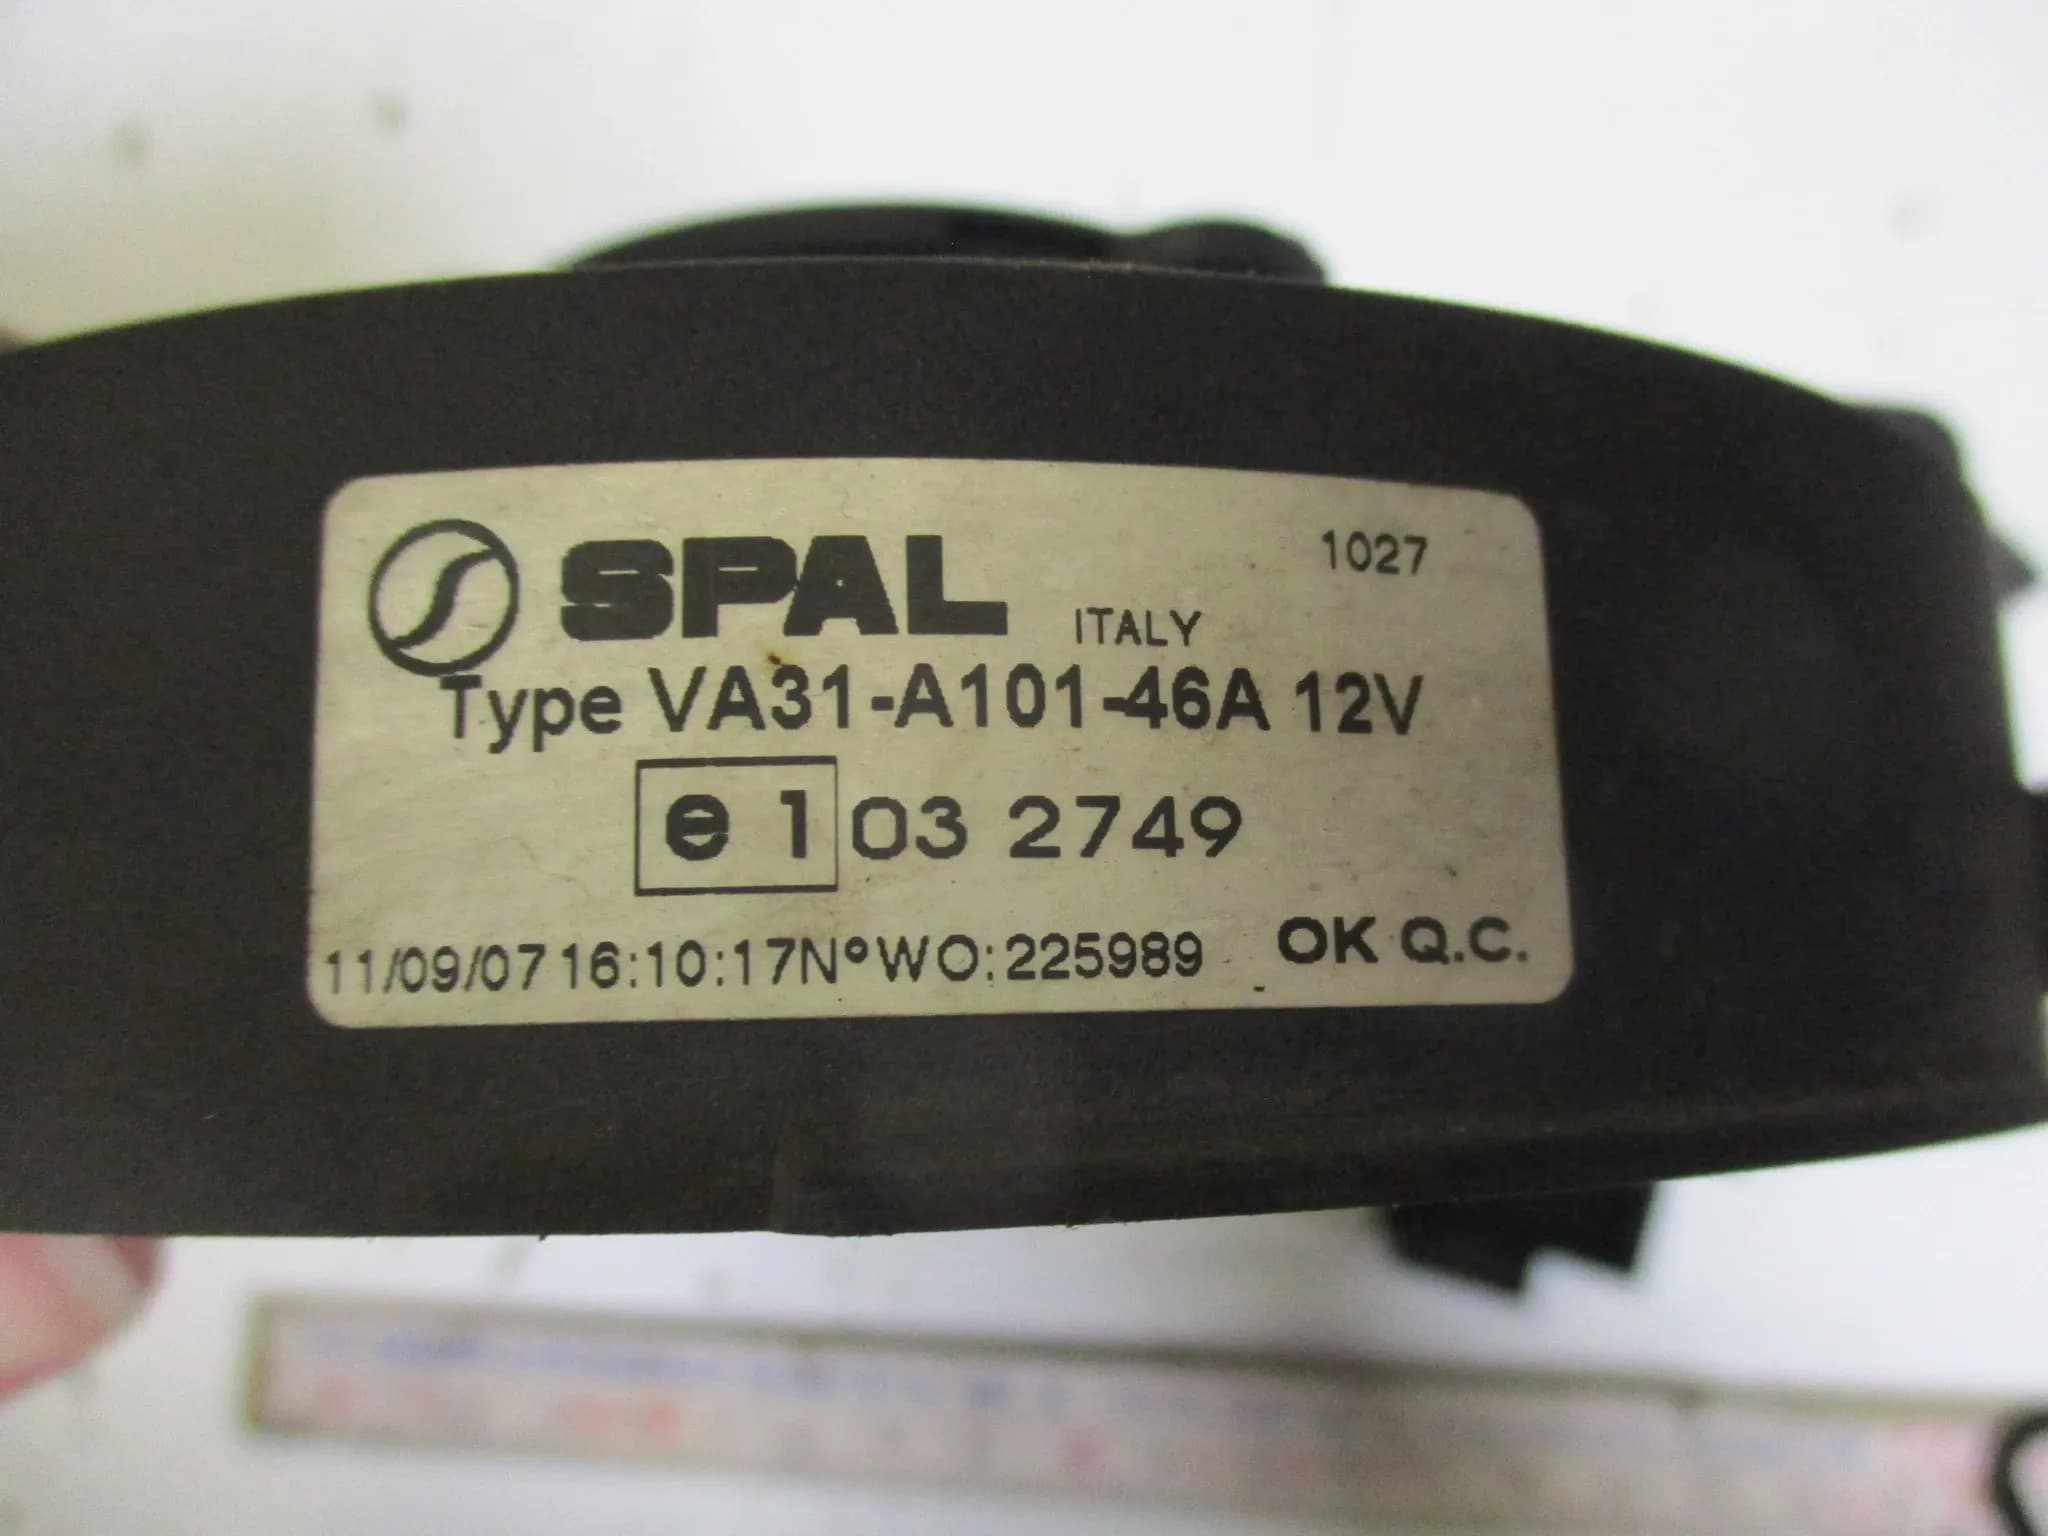 SPAL ITALY 1027
Type VA31-A101-46A 12V
e 1 03 2749
11/09/07 16:10:17N°WO:225989 OK Q.C.